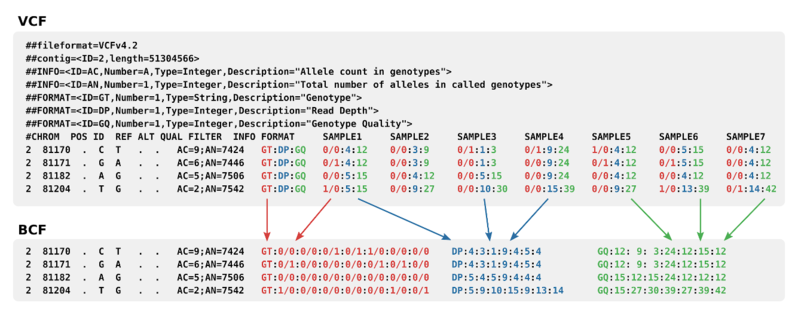 VCF
##fileformat=VCFv4.2
##contig=<ID=2,length=51304566>
##INFO=<ID=AC,Number=A,Type=Integer,Description="Allele count in genotypes">
##INFO=<ID=AN,Number=1,Type=Integer,Description="Total number of alleles in called genotypes">
##FORMAT=<ID=GT,Number=1,Type=String,Description="Genotype">
##FORMAT=<ID=DP,Number=1,Type=Integer,Description="Read Depth">
##FORMAT=<ID=GQ,Number=1,Type=Integer,Description="Genotype Quality">
#CHROM POS ID REF ALT QUAL FILTER INFO FORMAT SAMPLE1 SAMPLE2 SAMPLE3 SAMPLE4 SAMPLE5 SAMPLE6 SAMPLE7
2 81170 . C T . . AC=9;AN=7424 GT:DP:GQ 0/0:4:12 0/0:3:9 0/1:1:3 0/1:9:24 1/0:4:12 0/0:5:15 0/0:4:12
2 81171 . G A . . AC=6;AN=7446 GT:DP:GQ 0/1:4:12 0/0:3:9 0/0:1:3 0/0:9:24 0/1:4:12 0/1:5:15 0/0:4:12
2 81182 . A G . . AC=5;AN=7506 GT:DP:GQ 0/0:5:15 0/0:4:12 0/0:5:15 0/0:9:24 0/0:4:12 0/0:4:12 0/0:4:12
2 81204 . T G . . AC=2;AN=7542 GT:DP:GQ 1/0:5:15 0/0:9:27 0/0:10:30 0/0:15:39 0/0:9:27 1/0:13:39 0/1:14:42
BCF
2 81170 . C T . . AC=9;AN=7424 GT:0/0:0/0:0/1:0/1:1/0:0/0:0/0 DP:4:3:1:9:4:5:4 GQ:12: 9: 3:24:12:15:12
2 81171 . G A . . AC=6;AN=7446 GT:0/1:0/0:0/0:0/0:0/1:0/1:0/0 DP:4:3:1:9:4:5:4 GQ:12: 9: 3:24:12:15:12
2 81182 . A G . . AC=5;AN=7506 GT:0/0:0/0:0/0:0/0:0/0:0/0:0/0 DP:5:4:5:9:4:4:4 GQ:15:12:15:24:12:12:12
2 81204 . T G . . AC=2;AN=7542 GT:1/0:0/0:0/0:0/0:0/0:1/0:0/1 DP:5:9:10:15:9:13:14 GQ:15:27:30:39:27:39:42